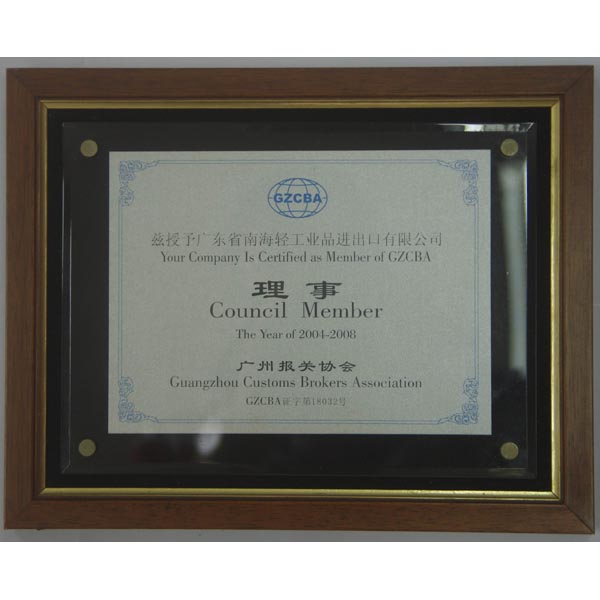 GZCBA
兹授予广东省南海轻工业品进出口有限公司
Your Company Is Certified as Member of GZCBA
理事
Council Member
The Year of 2004-2008
广州报关协会
Guangzhou Customs Brokers Association
GZCBA证字第18032号